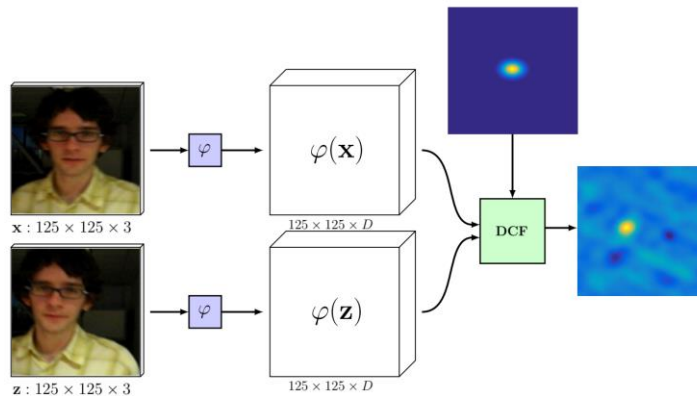 φ
φ(x)
x : 125 × 125 × 3
125 × 125 × D
DCF
φ
φ(z)
z : 125 × 125 × 3
125 × 125 × D